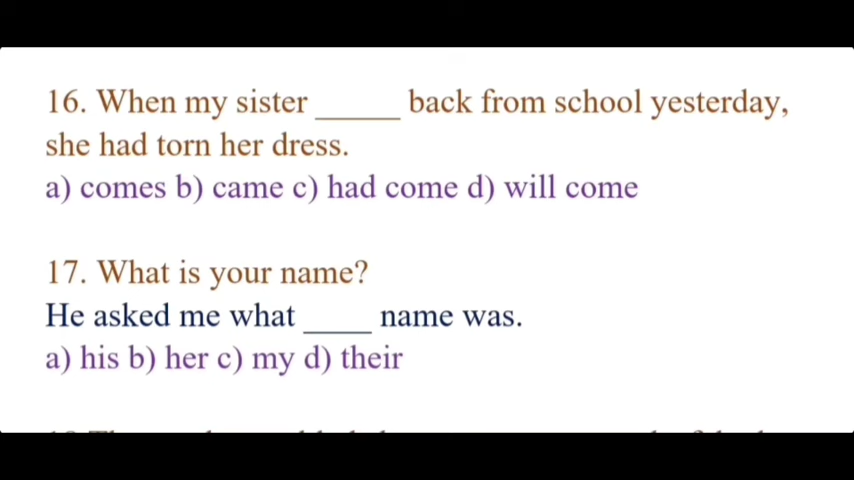 16. When my sister ______ back from school yesterday,
she had torn her dress.
a) comes b) came c) had come d) will come
17. What is your name?
He asked me what _____ name was.
a) his b) her c) my d) their